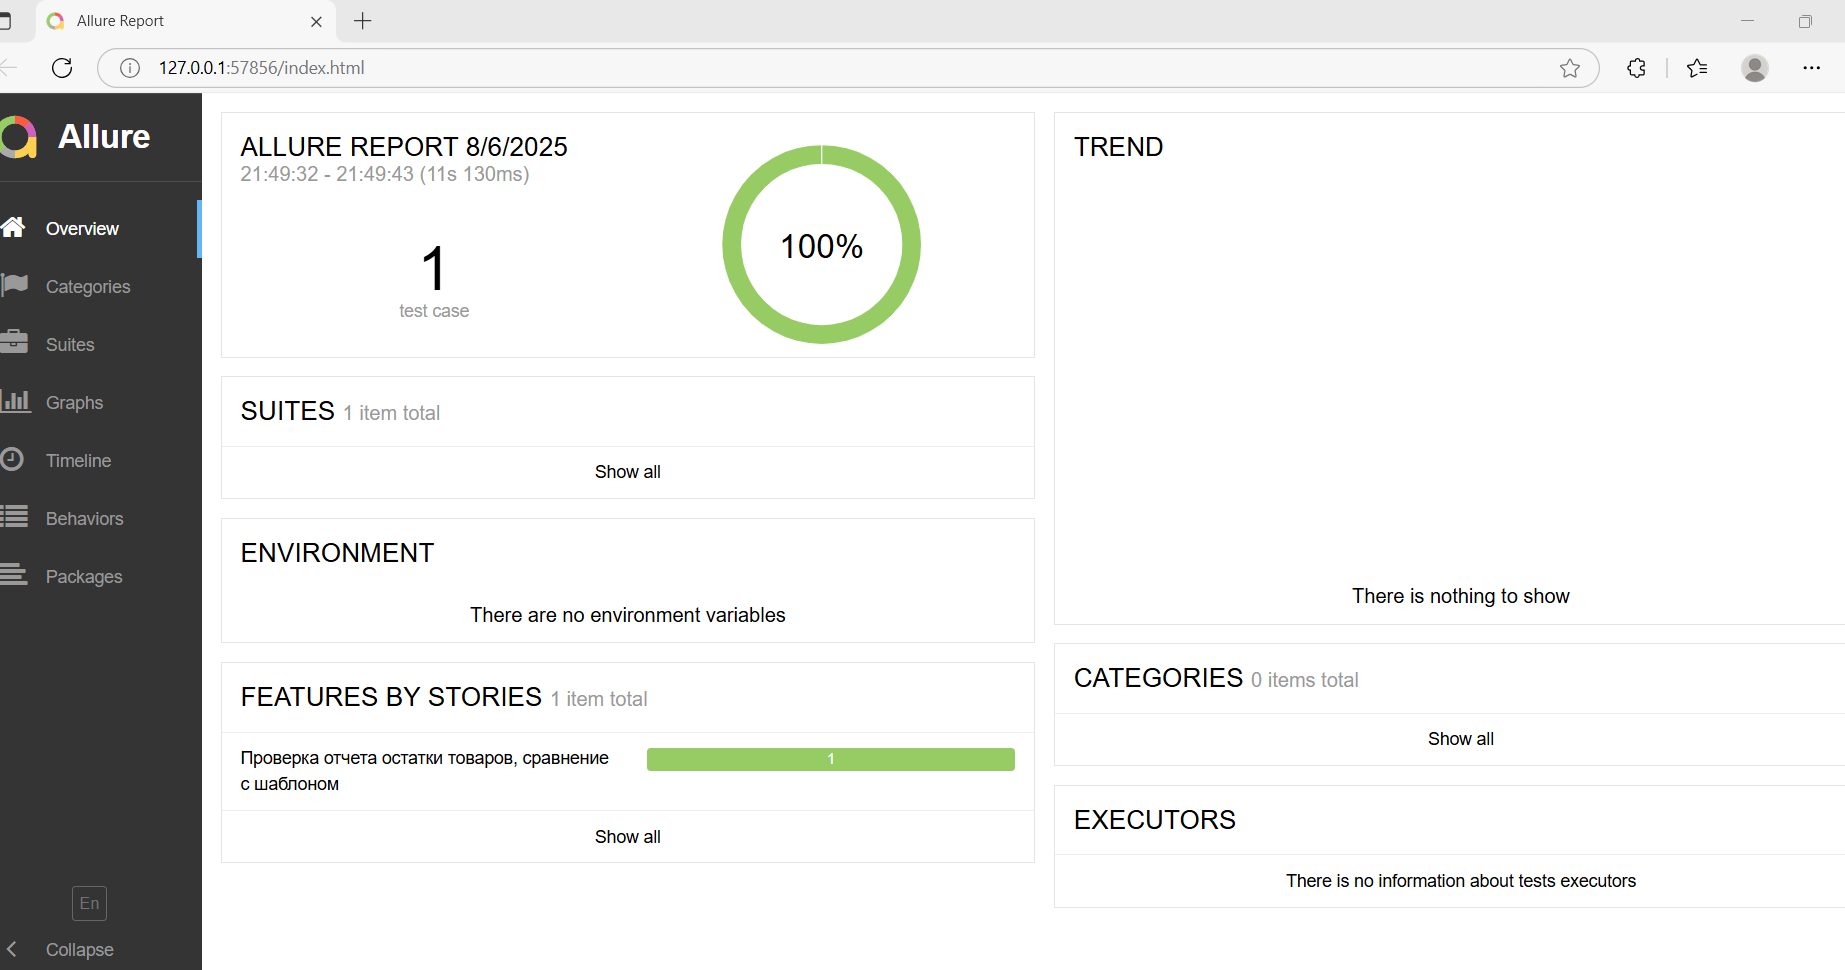 Allure Report
127.0.0.1:57856/index.html
Allure
Overview
Categories
Suites
Graphs
Timeline
Behaviors
Packages
En
Collapse
ALLURE REPORT 8/6/2025
21:49:32 - 21:49:43 (11s 130ms)
1
test case
100%
SUITES 1 item total
Show all
ENVIRONMENT
There are no environment variables
FEATURES BY STORIES 1 item total
Проверка отчета остатки товаров, сравнение
с шаблоном
1
Show all
TREND
There is nothing to show
CATEGORIES 0 items total
Show all
EXECUTORS
There is no information about tests executors